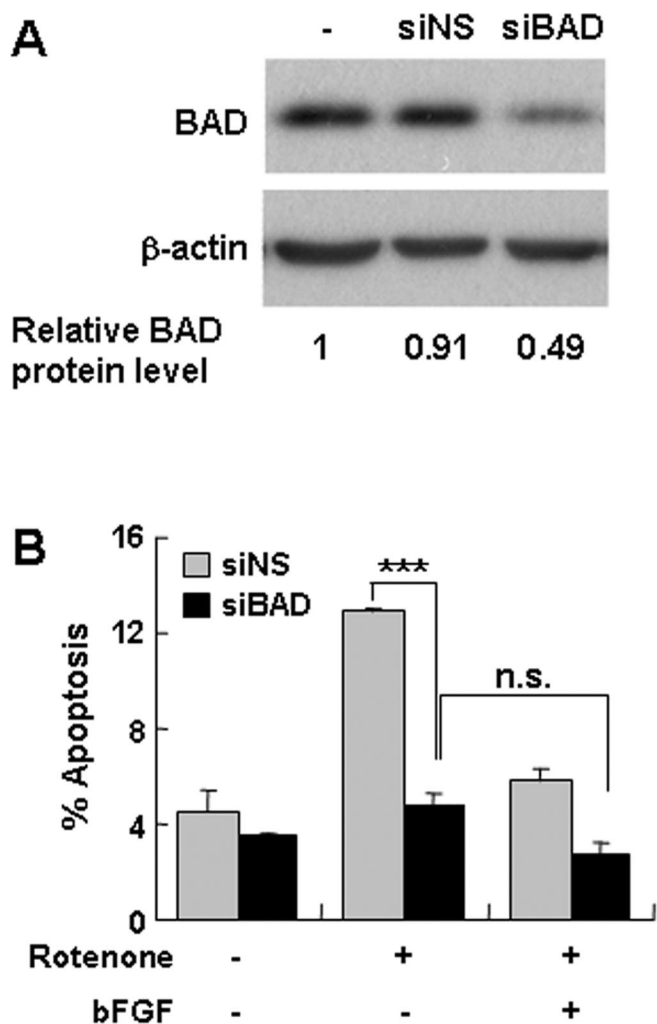 A
- siNS siBAD
BAD
β-actin
Relative BAD
protein level
1 0.91 0.49
B
% Apoptosis
16
12
8
4
0
siNS
siBAD
***
n.s.
Rotenone - + +
bFGF - - +